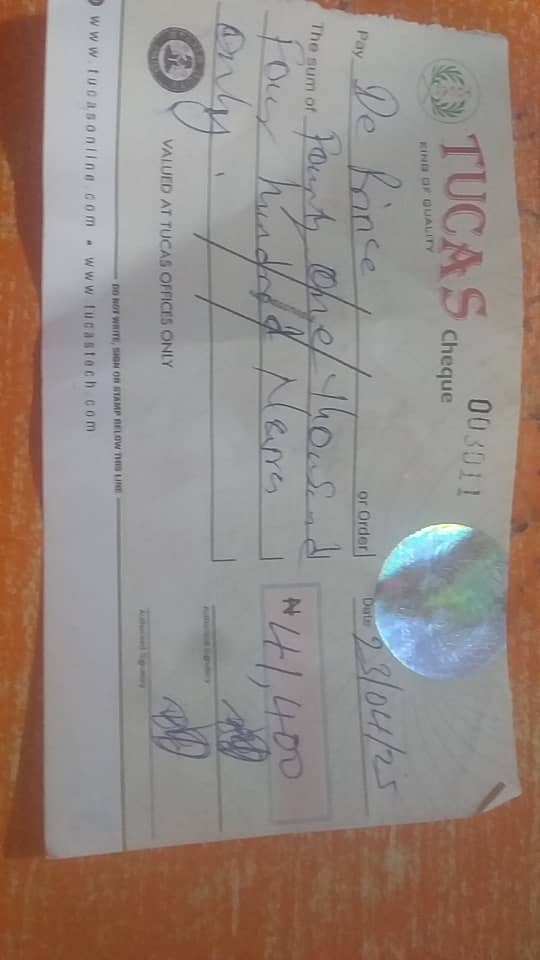 TUCAS Cheque 003011
KING OF QUALITY
Date 23/04/25
Pay De Prince or Order
The sum of Fourty One Thousand
Four hundred Naira
₦ 41,400
Only.
Authorised Signatory
VALUED AT TUCAS OFFICES ONLY
Authorised Signatory
DO NOT WRITE, SIGN OR STAMP BELOW THIS LINE
www.tucasonline.com • www.tucastech.com